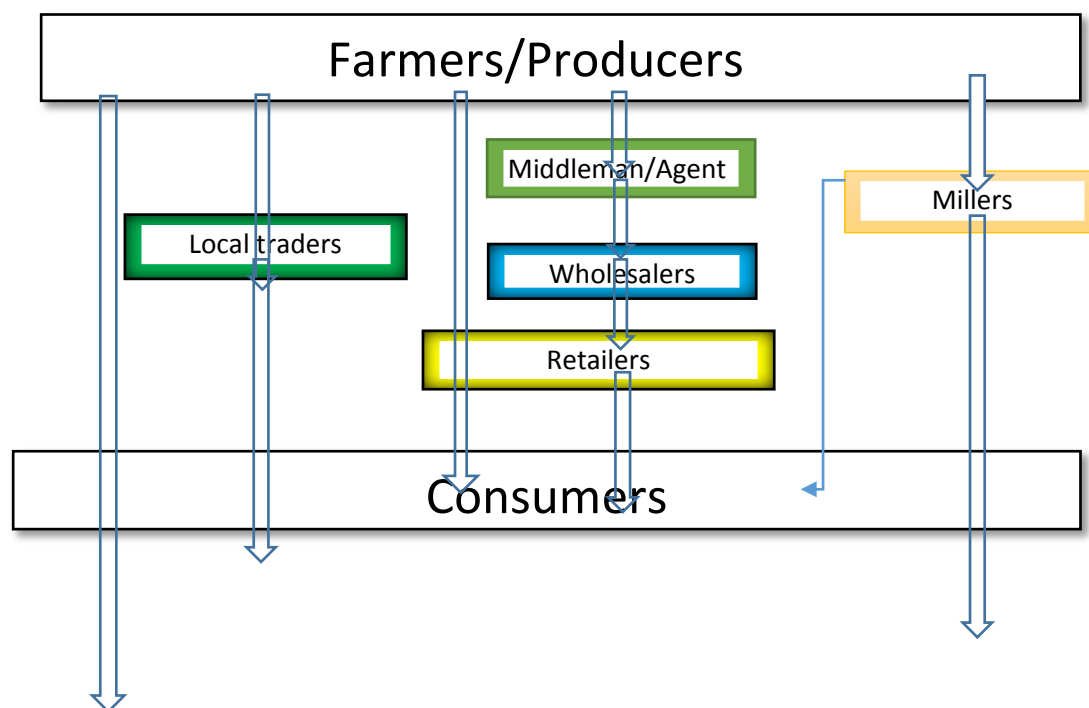 Farmers/Producers
Middleman/Agent
Millers
Local traders
Wholesalers
Retailers
Consumers